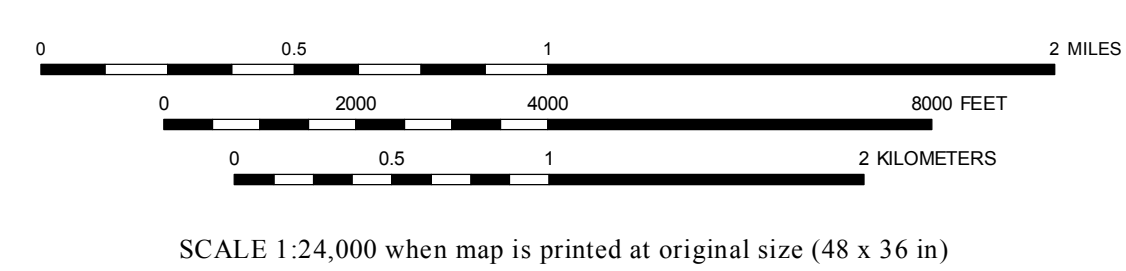 0 0.5 1 2 MILES
0 2000 4000 8000 FEET
0 0.5 1 2 KILOMETERS
SCALE 1:24,000 when map is printed at original size (48 x 36 in)